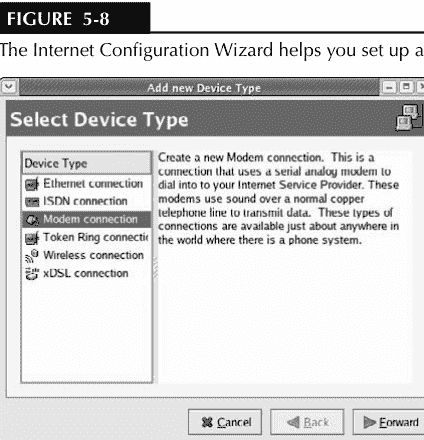 FIGURE 5-8
The Internet Configuration Wizard helps you set up a
Add new Device Type
Select Device Type
Device Type
Ethernet connection
ISDN connection
Modem connection
Token Ring connectic
Wireless connection
xDSL connection
Create a new Modem connection. This is a
connection that uses a serial analog modem to
dial into to your Internet Service Provider. These
modems use sound over a normal copper
telephone line to transmit data. These types of
connections are available just about anywhere in
the world where there is a phone system.
Cancel
Back
Forward